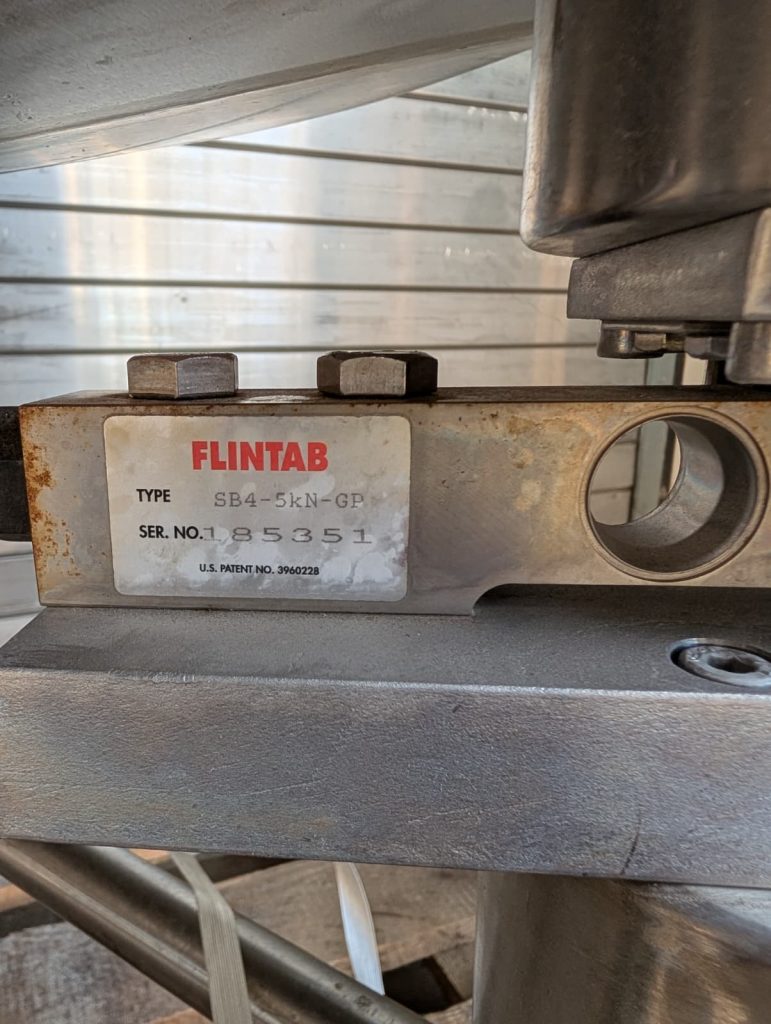 FLINTAB
TYPE SB4-5kN-GP
SER. NO. 185351
U.S. PATENT NO. 3960228